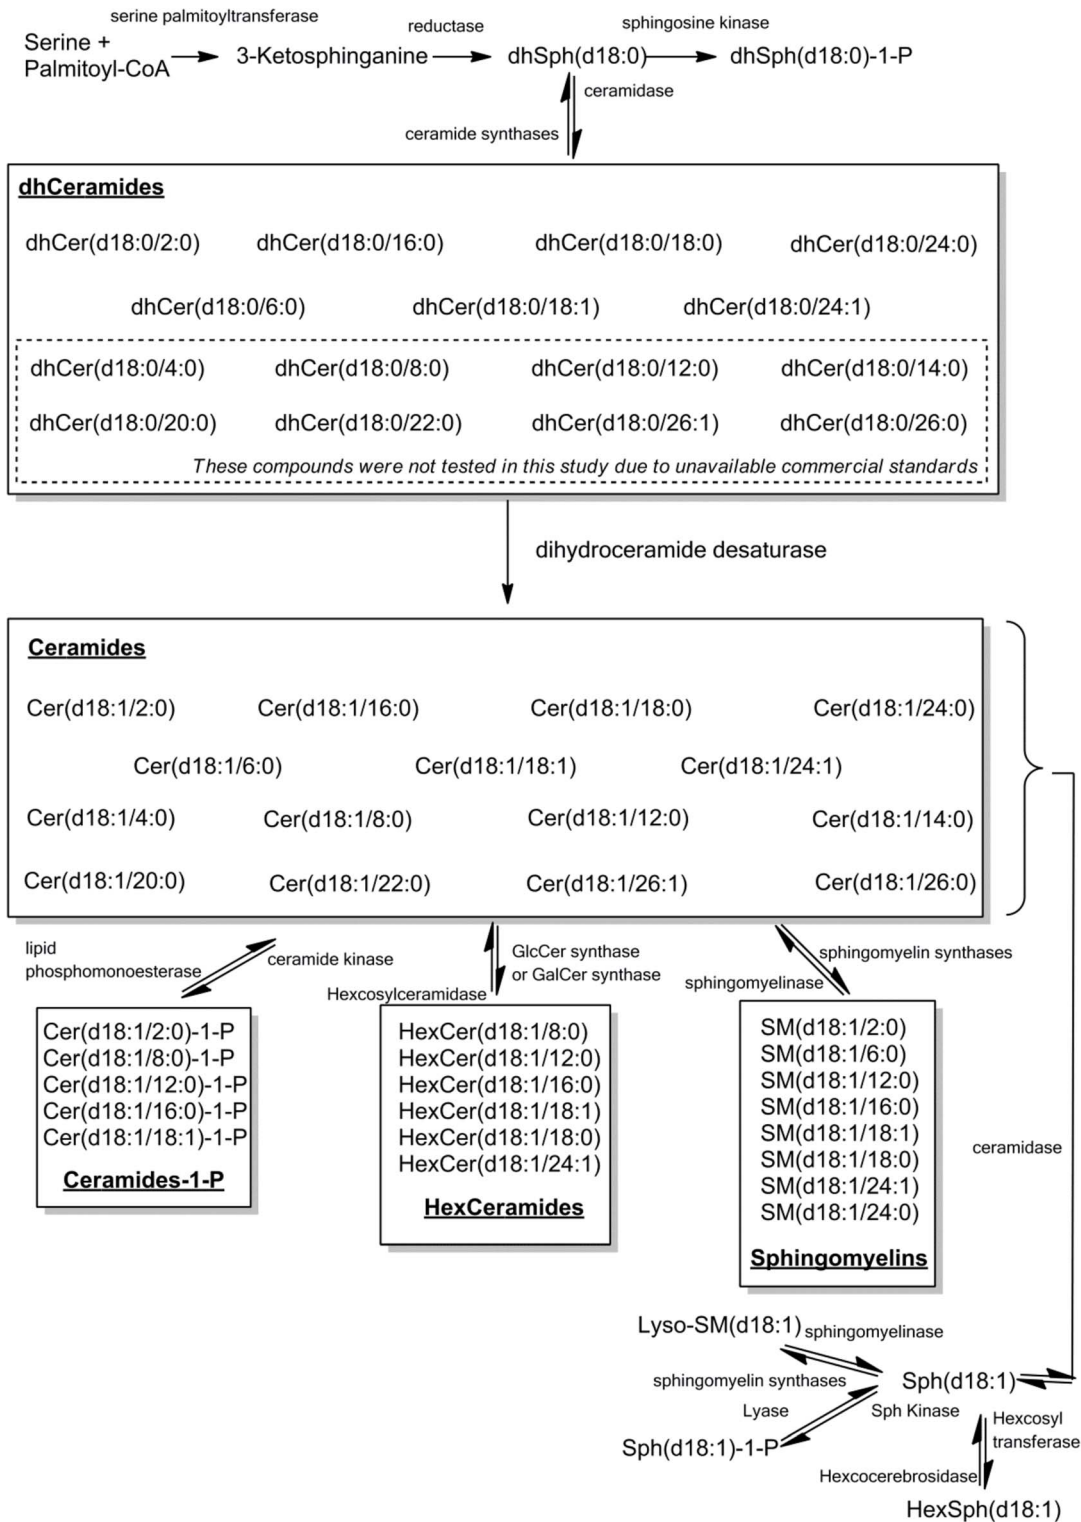 serine palmitoyltransferase
reductase
sphingosine kinase
Serine +
Palmitoyl-CoA
3-Ketosphinganine
dhSph(d18:0)
dhSph(d18:0)-1-P
ceramidase
ceramide synthases
dhCeramides
dhCer(d18:0/2:0) dhCer(d18:0/16:0) dhCer(d18:0/18:0) dhCer(d18:0/24:0)
dhCer(d18:0/6:0) dhCer(d18:0/18:1) dhCer(d18:0/24:1)
dhCer(d18:0/4:0) dhCer(d18:0/8:0) dhCer(d18:0/12:0) dhCer(d18:0/14:0)
dhCer(d18:0/20:0) dhCer(d18:0/22:0) dhCer(d18:0/26:1) dhCer(d18:0/26:0)
These compounds were not tested in this study due to unavailable commercial standards
dihydroceramide desaturase
Ceramides
Cer(d18:1/2:0) Cer(d18:1/16:0) Cer(d18:1/18:0) Cer(d18:1/24:0)
Cer(d18:1/6:0) Cer(d18:1/18:1) Cer(d18:1/24:1)
Cer(d18:1/4:0) Cer(d18:1/8:0) Cer(d18:1/12:0) Cer(d18:1/14:0)
Cer(d18:1/20:0) Cer(d18:1/22:0) Cer(d18:1/26:1) Cer(d18:1/26:0)
lipid
phosphomonoesterase
ceramide kinase
GlcCer synthase
or GalCer synthase
Hexcosylceramidase
sphingomyelin synthases
sphingomyelinase
Cer(d18:1/2:0)-1-P
Cer(d18:1/8:0)-1-P
Cer(d18:1/12:0)-1-P
Cer(d18:1/16:0)-1-P
Cer(d18:1/18:1)-1-P
Ceramides-1-P
HexCer(d18:1/8:0)
HexCer(d18:1/12:0)
HexCer(d18:1/16:0)
HexCer(d18:1/18:1)
HexCer(d18:1/18:0)
HexCer(d18:1/24:1)
HexCeramides
SM(d18:1/2:0)
SM(d18:1/6:0)
SM(d18:1/12:0)
SM(d18:1/16:0)
SM(d18:1/18:1)
SM(d18:1/18:0)
SM(d18:1/24:1)
SM(d18:1/24:0)
Sphingomyelins
ceramidase
Lyso-SM(d18:1)
sphingomyelinase
sphingomyelin synthases
Sph(d18:1)
Lyase
Sph Kinase
Sph(d18:1)-1-P
Hexcosyl
transferase
Hexcocerebrosidase
HexSph(d18:1)